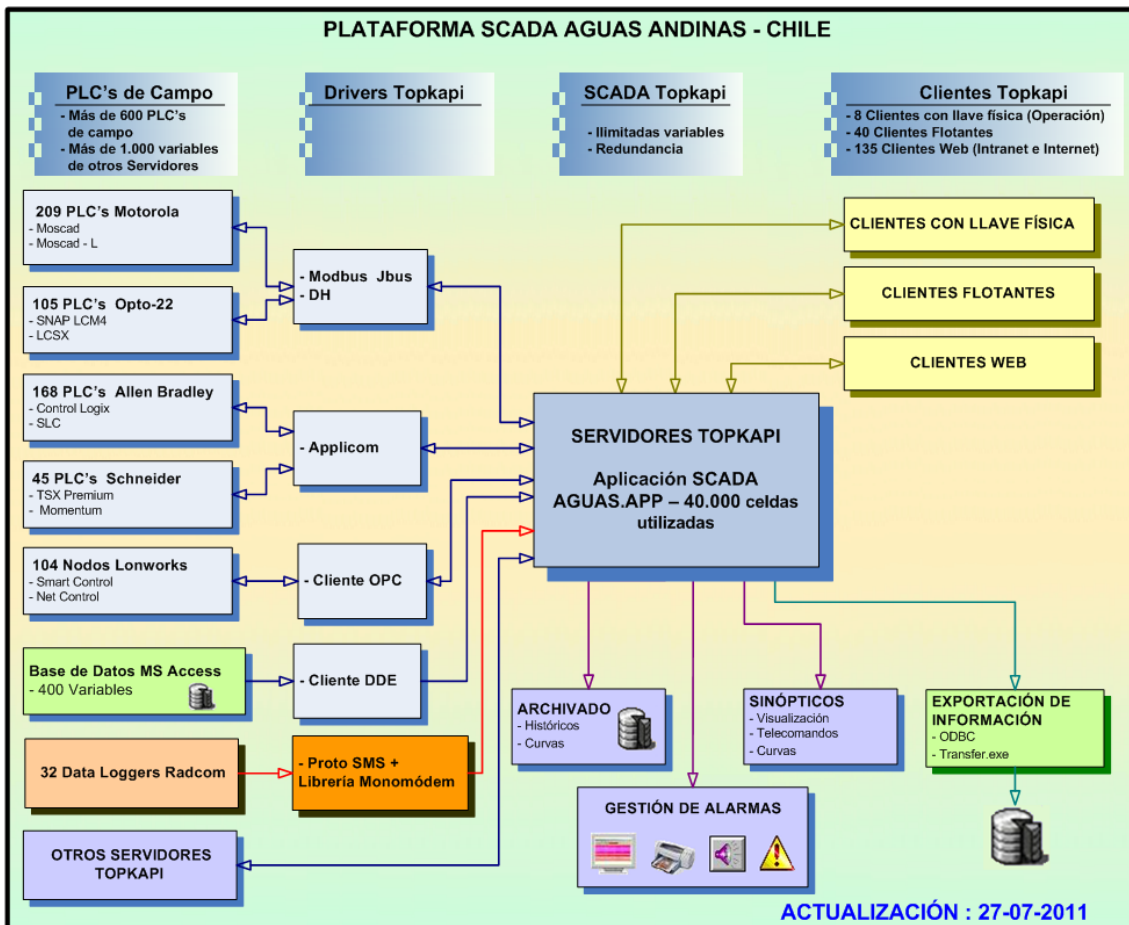 PLATAFORMA SCADA AGUAS ANDINAS - CHILE
PLC's de Campo
- Más de 600 PLC's
de campo
- Más de 1.000 variables
de otros Servidores
Drivers Topkapi
SCADA Topkapi
- Ilimitadas variables
- Redundancia
Clientes Topkapi
- 8 Clientes con llave física (Operación)
- 40 Clientes Flotantes
- 135 Clientes Web (Intranet e Internet)
209 PLC's Motorola
- Moscad
- Moscad - L
105 PLC's Opto-22
- SNAP LCM4
- LCSX
168 PLC's Allen Bradley
- Control Logix
- SLC
45 PLC's Schneider
- TSX Premium
- Momentum
104 Nodos Lonworks
- Smart Control
- Net Control
Base de Datos MS Access
- 400 Variables
32 Data Loggers Radcom
OTROS SERVIDORES
TOPKAPI
- Modbus Jbus
- DH
- Applicom
- Cliente OPC
- Cliente DDE
- Proto SMS +
Librería Monomódem
CLIENTES CON LLAVE FÍSICA
CLIENTES FLOTANTES
CLIENTES WEB
SERVIDORES TOPKAPI
Aplicación SCADA
AGUAS.APP – 40.000 celdas
utilizadas
ARCHIVADO
- Históricos
- Curvas
SINÓPTICOS
- Visualización
- Telecomandos
- Curvas
EXPORTACIÓN DE
INFORMACIÓN
- ODBC
- Transfer.exe
GESTIÓN DE ALARMAS
ACTUALIZACIÓN : 27-07-2011